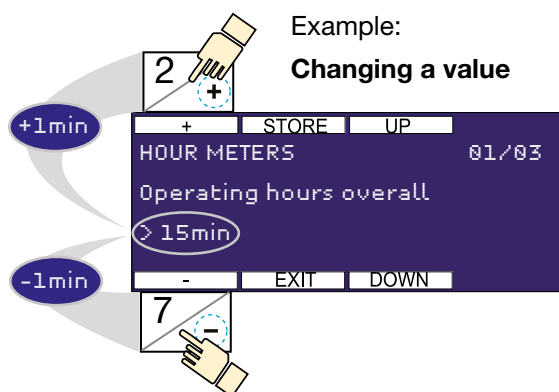 Example:
Changing a value
2
+
+1min
+ STORE UP
HOUR METERS 01/03
Operating hours overall
> 15min
-1min
- EXIT DOWN
7
-